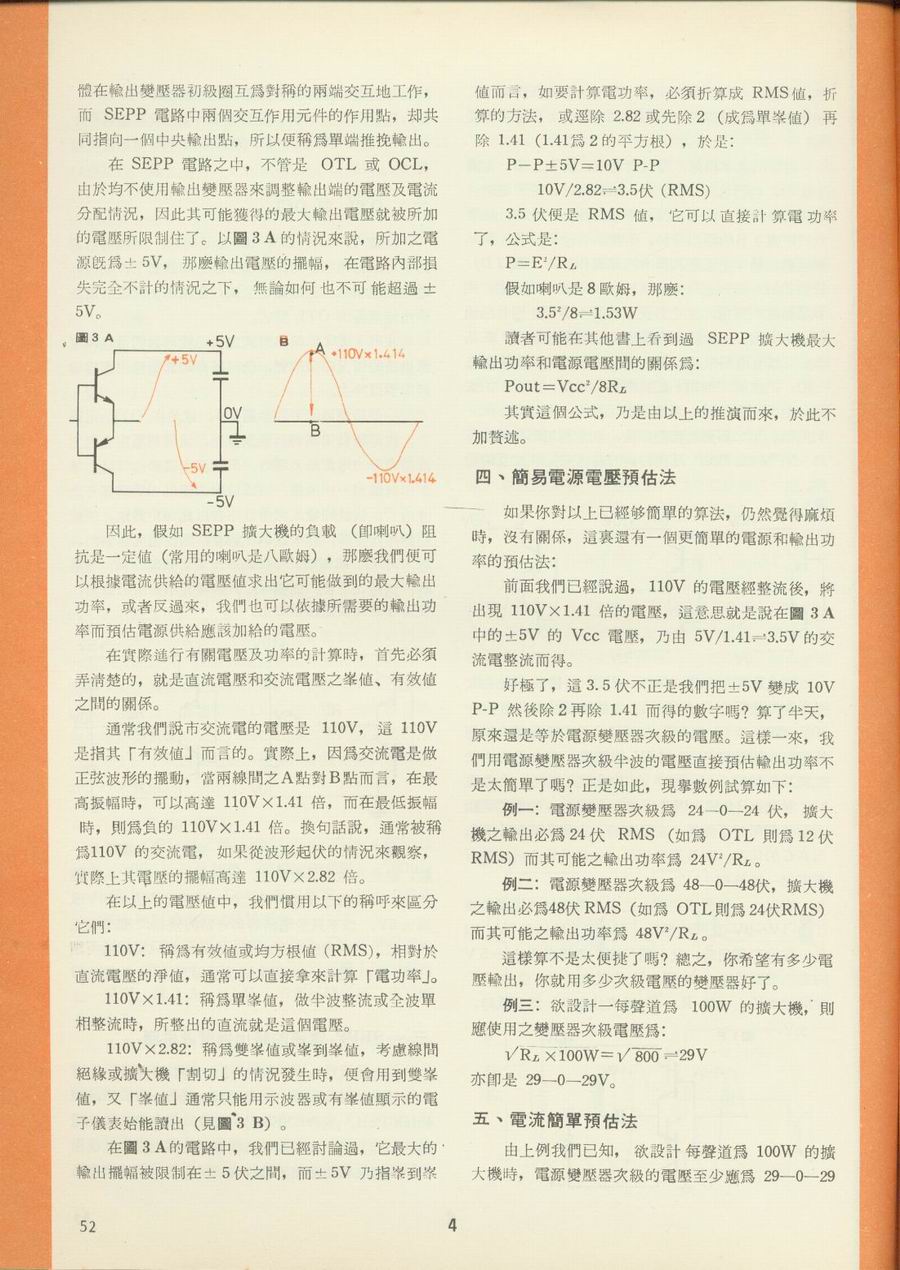 體在輸出變壓器初級圈互爲對稱的兩端交互地工作，
而 SEPP 電路中兩個交互作用元件的作用點，却共
同指向一個中央輸出點，所以便稱爲單端推挽輸出。
在 SEPP 電路之中，不管是 OTL 或 OCL，
由於均不使用輸出變壓器來調整輸出端的電壓及電流
分配情況，因此其可能獲得的最大輸出電壓就被所加
的電壓所限制住了。以圖 3 A 的情況來說，所加之電
源旣爲± 5V，那麽輸出電壓的擺幅，在電路內部損
失完全不計的情況之下，無論如何也不可能超過 ±
5V。
圖3 A
+5V
+5V
0V
-5V
-5V
B
A
+110V×1.414
B
-110V×1.414
因此，假如 SEPP 擴大機的負載 （卽喇叭）阻
抗是一定値（常用的喇叭是八歐姆），那麽我們便可
以根據電流供給的電壓値求出它可能做到的最大輸出
功率，或者反過來，我們也可以依據所需要的輸出功
率而預估電源供給應該加給的電壓。
在實際進行有關電壓及功率的計算時，首先必須
弄淸楚的，就是直流電壓和交流電壓之峯値、有效値
之間的關係。
通常我們說市交流電的電壓是 110V，這 110V
是指其「有效値」而言的。實際上，因爲交流電是做
正弦波形的擺動，當兩線間之A點對B點而言，在最
高振幅時，可以高達 110V×1.41 倍，而在最低振幅
時，則爲負的 110V×1.41 倍。換句話說，通常被稱
爲110V 的交流電，如果從波形起伏的情況來觀察，
實際上其電壓的擺幅高達 110V×2.82 倍。
在以上的電壓値中，我們慣用以下的稱呼來區分
它們：
110V：稱爲有效値或均方根値（RMS），相對於
直流電壓的淨値，通常可以直接拿來計算「電功率」。
110V×1.41：稱爲單峯値，做半波整流或全波單
相整流時，所整出的直流就是這個電壓。
110V×2.82：稱爲雙峯値或峯到峯値，考慮線間
絕緣或擴大機「割切」的情況發生時，便會用到雙峯
値，又「峯値」通常只能用示波器或有峯値顯示的電
子儀表始能讀出（見圖 3 B）。
在圖 3 A的電路中，我們已經討論過，它最大的
輸出擺幅被限制在± 5伏之間，而±5V 乃指峯到峯
値而言，如要計算電功率，必須折算成 RMS値，折
算的方法，或逕除 2.82 或先除 2 （成爲單峯値）再
除 1.41（1.41爲 2 的平方根），於是：
P－P±5V＝10V P-P
10V/2.82≓3.5伏（RMS）
3.5 伏便是 RMS 値，它可以直接計算電功率
了，公式是：
P＝E²/R_L
假如喇叭是 8 歐姆，那麽：
3.5²/8≓1.53W
讀者可能在其他書上看到過 SEPP 擴大機最大
輸出功率和電源電壓間的關係爲：
Pout＝Vcc²/8R_L
其實這個公式，乃是由以上的推演而來，於此不
加贅述。
四、簡易電源電壓預估法
如果你對以上已經够簡單的算法，仍然覺得麻煩
時，沒有關係，這裏還有一個更簡單的電源和輸出功
率的預估法：
前面我們已經說過，110V 的電壓經整流後，將
出現 110V×1.41 倍的電壓，這意思就是說在圖 3 A
中的±5V 的 Vcc 電壓，乃由 5V/1.41≓3.5V 的交
流電整流而得。
好極了，這 3.5 伏不正是我們把±5V 變成 10V
P-P 然後除 2 再除 1.41 而得的數字嗎？算了半天，
原來還是等於電源變壓器次級的電壓。這樣一來，我
們用電源變壓器次級半波的電壓直接預估輸出功率不
是太簡單了嗎？正是如此，現舉數例試算如下：
例一：電源變壓器次級爲 24—0—24 伏，擴大
機之輸出必爲 24 伏 RMS （如爲 OTL 則爲 12 伏
RMS）而其可能之輸出功率爲 24V²/R_L。
例二：電源變壓器次級爲 48—0—48伏，擴大機
之輸出必爲48伏 RMS（如爲 OTL則爲24伏RMS）
而其可能之輸出功率爲 48V²/R_L。
這樣算不是太便捷了嗎？總之，你希望有多少電
壓輸出，你就用多少次級電壓的變壓器好了。
例三：欲設計一每聲道爲 100W 的擴大機，則
應使用之變壓器次級電壓爲：
√R_L×100W＝√800≓29V
亦卽是 29—0—29V。
五、電流簡單預估法
由上例我們已知，欲設計每聲道爲 100W 的擴
大機時，電源變壓器次級的電壓至少應爲 29—0—29
52
4